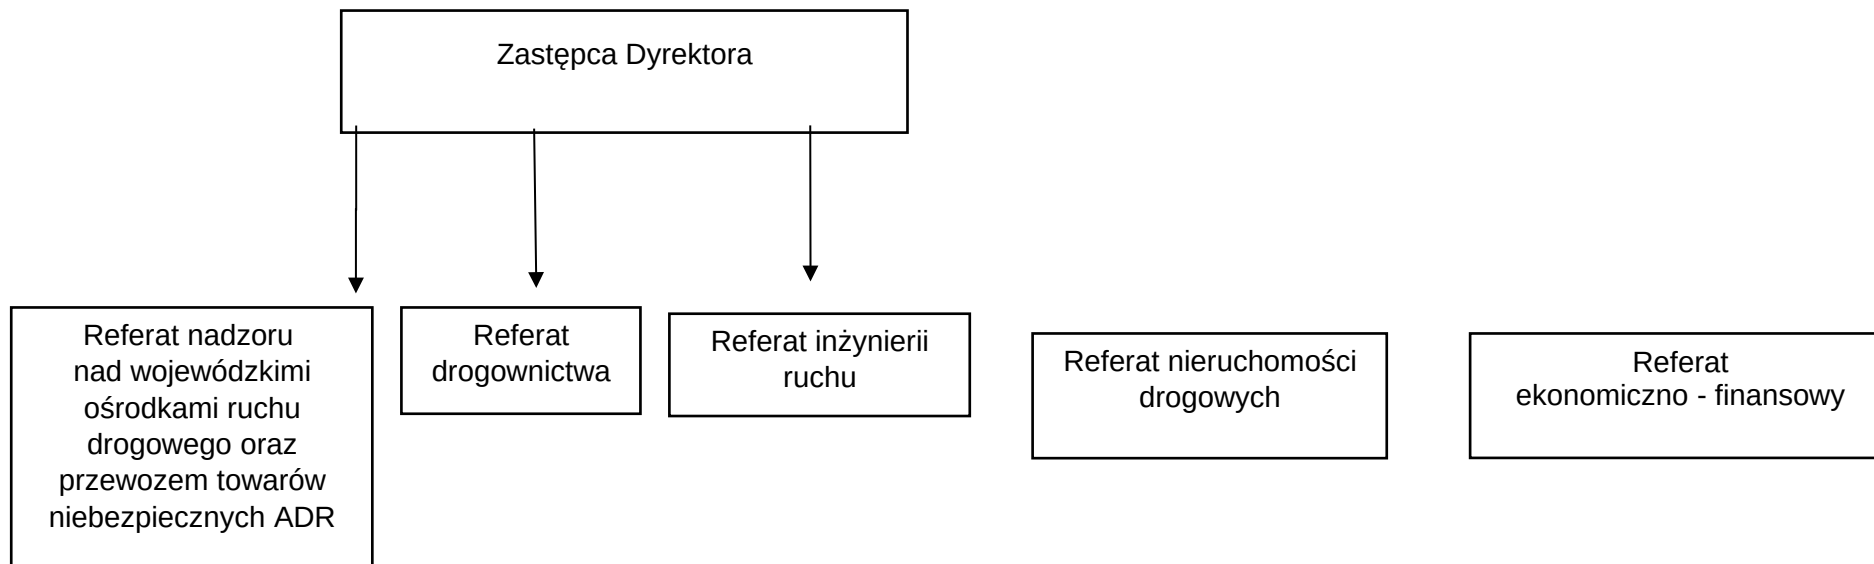 Zastępca Dyrektora
Referat nadzoru
nad wojewódzkimi
ośrodkami ruchu
drogowego oraz
przewozem towarów
niebezpiecznych ADR
Referat
drogownictwa
Referat inżynierii
ruchu
Referat nieruchomości
drogowych
Referat
ekonomiczno - finansowy